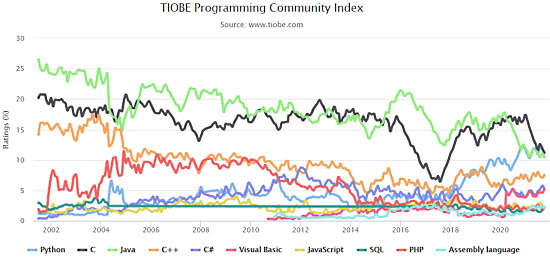 TIOBE Programming Community Index
Source: www.tiobe.com
Ratings (%)
30
25
20
15
10
5
0
2002 2004 2006 2008 2010 2012 2014 2016 2018 2020
Python C Java C++ C# Visual Basic JavaScript SQL PHP Assembly language